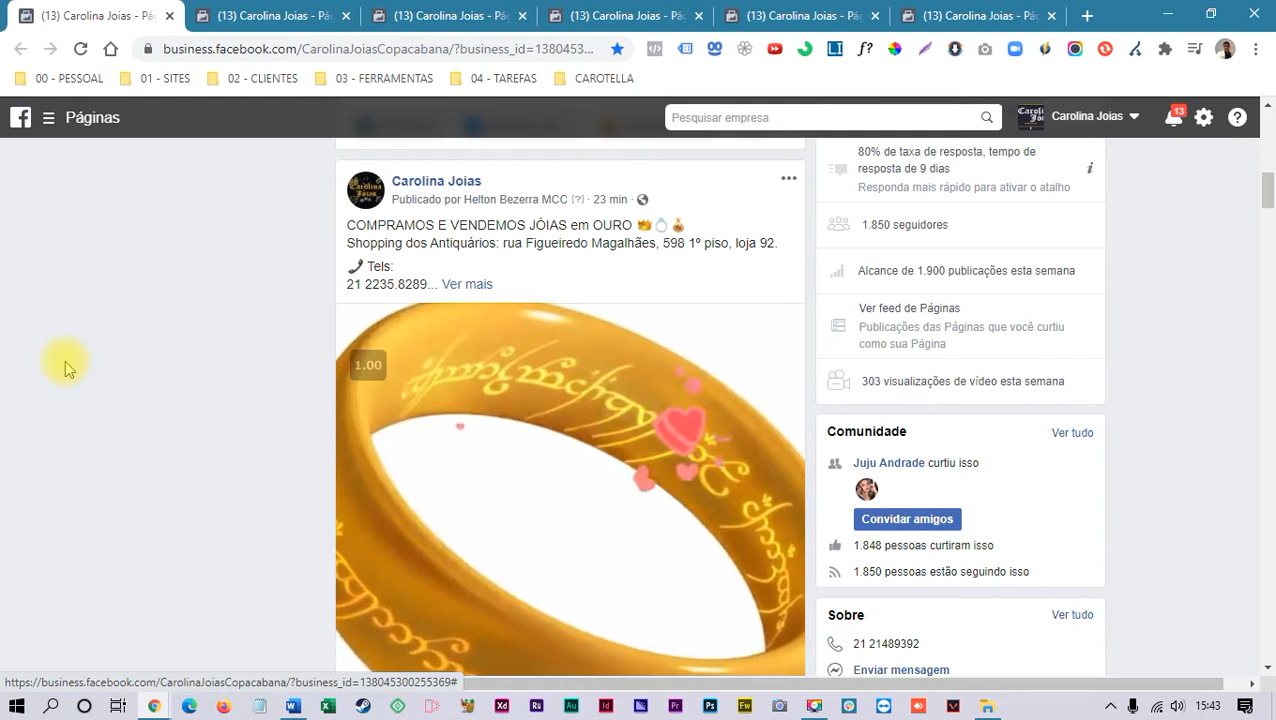 (13) Carolina Joias - Pág
(13) Carolina Joias - Pág
(13) Carolina Joias - Pág
(13) Carolina Joias - Pág
(13) Carolina Joias - Pág
(13) Carolina Joias - Pág
business.facebook.com/CarolinaJoiasCopacabana/?business_id=1380453...
00 - PESSOAL
01 - SITES
02 - CLIENTES
03 - FERRAMENTAS
04 - TAREFAS
CAROTELLA
Páginas
Pesquisar empresa
Carolina Joias
13
Carolina Joias
Publicado por Helton Bezerra MCC [?] · 23 min ·
COMPRAMOS E VENDEMOS JÓIAS em OURO
Shopping dos Antiquários: rua Figueiredo Magalhães, 598 1º piso, loja 92.
Tels:
21 2235.8289... Ver mais
1.00
80% de taxa de resposta, tempo de
resposta de 9 dias
Responda mais rápido para ativar o atalho
1.850 seguidores
Alcance de 1.900 publicações esta semana
Ver feed de Páginas
Publicações das Páginas que você curtiu
como sua Página
303 visualizações de vídeo esta semana
Comunidade
Ver tudo
Juju Andrade curtiu isso
Convidar amigos
1.848 pessoas curtiram isso
1.850 pessoas estão seguindo isso
Sobre
Ver tudo
21 21489392
Enviar mensagem
https://business.facebook.com/CarolinaJoiasCopacabana/?business_id=138045300255369#
15:43